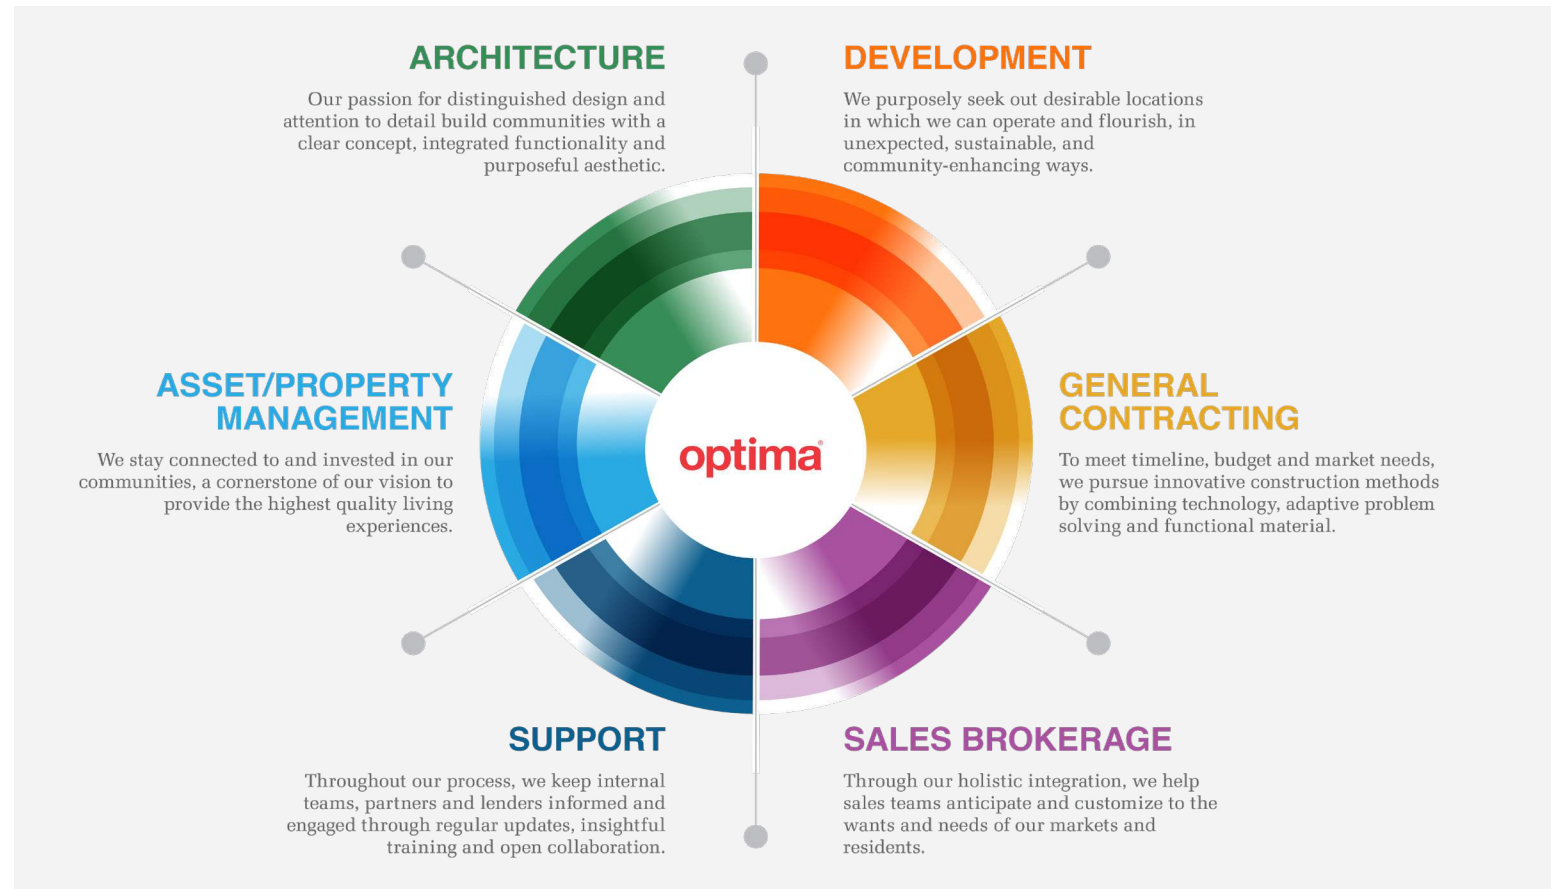 ARCHITECTURE
Our passion for distinguished design and
attention to detail build communities with a
clear concept, integrated functionality and
purposeful aesthetic.
DEVELOPMENT
We purposely seek out desirable locations
in which we can operate and flourish, in
unexpected, sustainable, and
community-enhancing ways.
ASSET/PROPERTY
MANAGEMENT
We stay connected to and invested in our
communities, a cornerstone of our vision to
provide the highest quality living
experiences.
optima®
GENERAL
CONTRACTING
To meet timeline, budget and market needs,
we pursue innovative construction methods
by combining technology, adaptive problem
solving and functional material.
SUPPORT
Throughout our process, we keep internal
teams, partners and lenders informed and
engaged through regular updates, insightful
training and open collaboration.
SALES BROKERAGE
Through our holistic integration, we help
sales teams anticipate and customize to the
wants and needs of our markets and
residents.